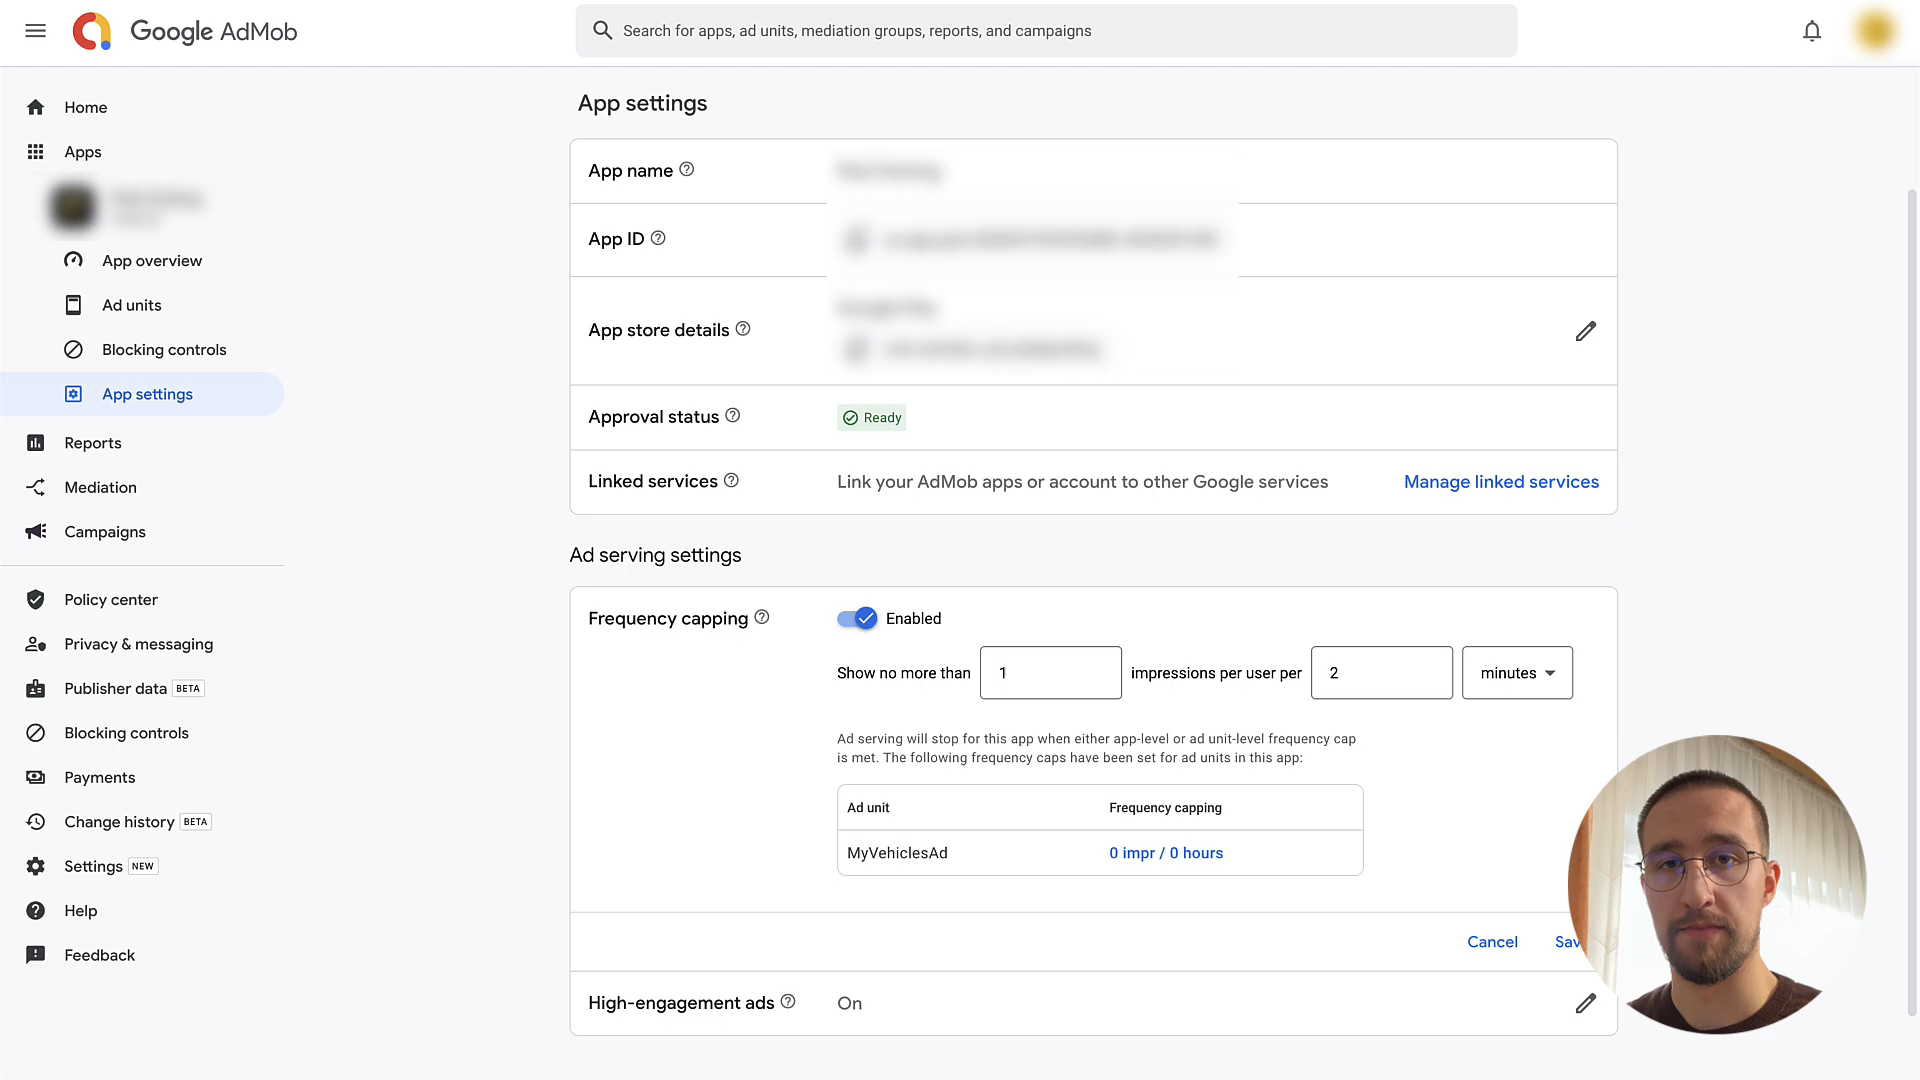 Google AdMob
Search for apps, ad units, mediation groups, reports, and campaigns
Home
Apps
App overview
Ad units
Blocking controls
App settings
Reports
Mediation
Campaigns
Policy center
Privacy & messaging
Publisher data BETA
Blocking controls
Payments
Change history BETA
Settings NEW
Help
Feedback
App settings
App name
App ID
App store details
Approval status
Ready
Linked services
Link your AdMob apps or account to other Google services
Manage linked services
Ad serving settings
Frequency capping
Enabled
Show no more than 1 impressions per user per 2 minutes
Ad serving will stop for this app when either app-level or ad unit-level frequency cap
is met. The following frequency caps have been set for ad units in this app:
Ad unit Frequency capping
MyVehiclesAd 0 impr / 0 hours
Cancel Sav
High-engagement ads
On